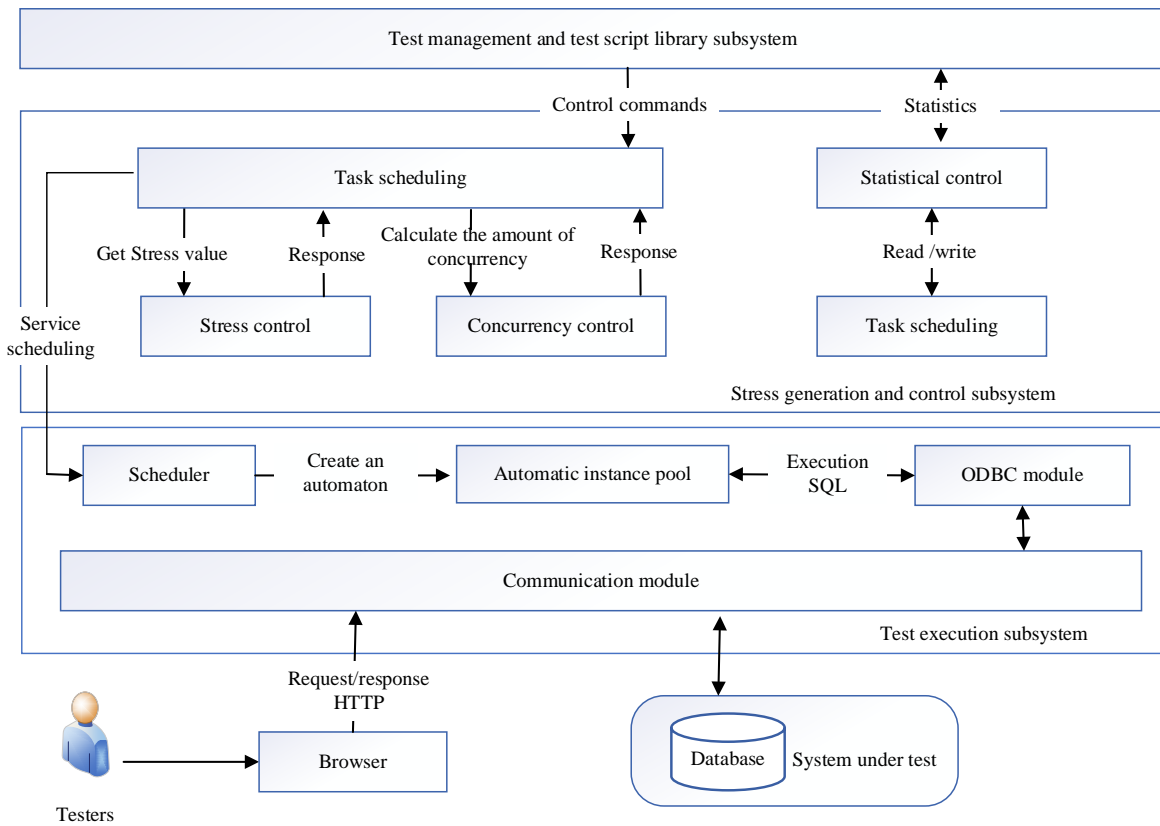 Test management and test script library subsystem
Control commands
Statistics
Task scheduling
Statistical control
Get Stress value
Response
Calculate the amount of
concurrency
Response
Read /write
Service
scheduling
Stress control
Concurrency control
Task scheduling
Stress generation and control subsystem
Scheduler
Create an
automaton
Automatic instance pool
Execution
SQL
ODBC module
Communication module
Test execution subsystem
Request/response
HTTP
Browser
Database
System under test
Testers